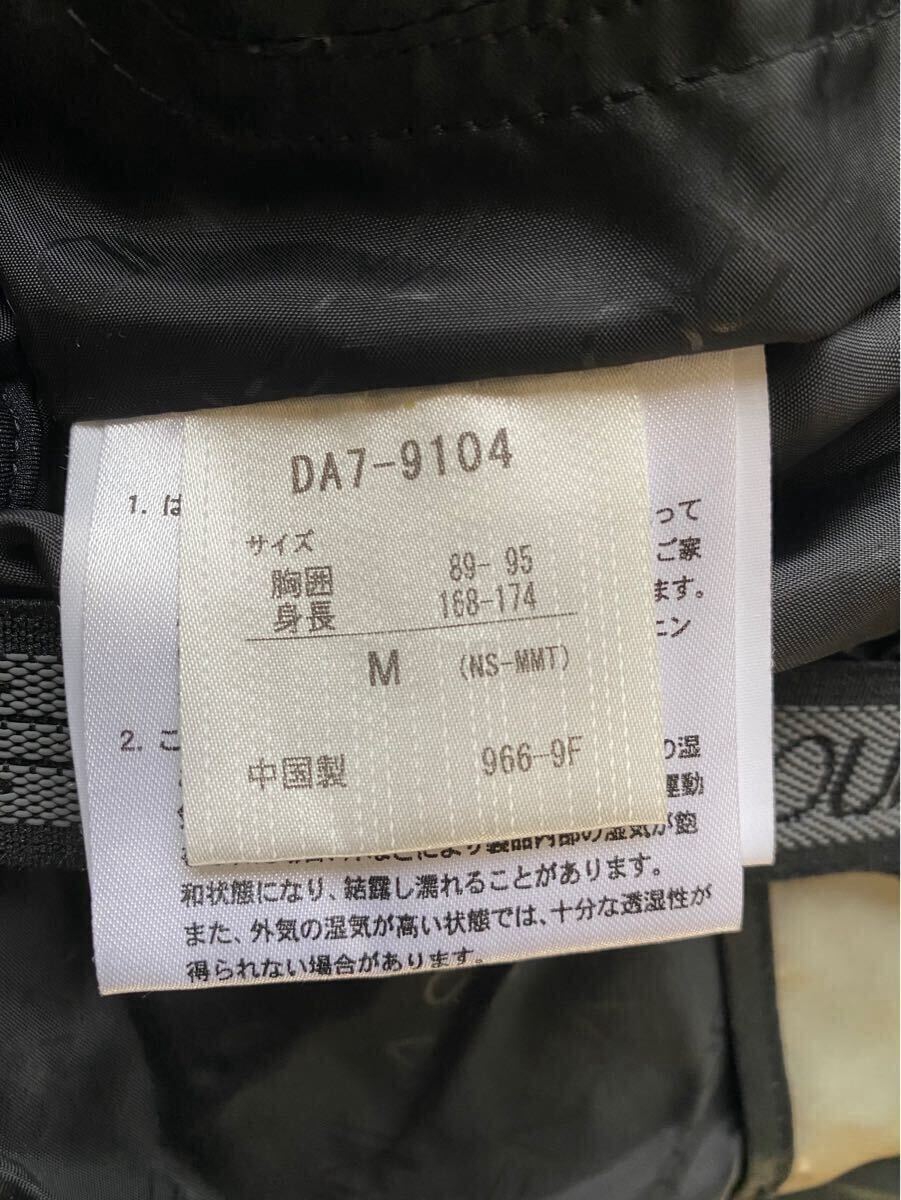 DA7-9104
サイズ
胸囲 89-95
身長 168-174
M (NS-MMT)
中国製 966-9F
1. は
って
ご家
ます。
ニン
2. こ
の湿
運動
製品内部の湿気が飽
和状態になり、結露し濡れることがあります。
また、外気の湿気が高い状態では、十分な透湿性が
得られない場合があります。